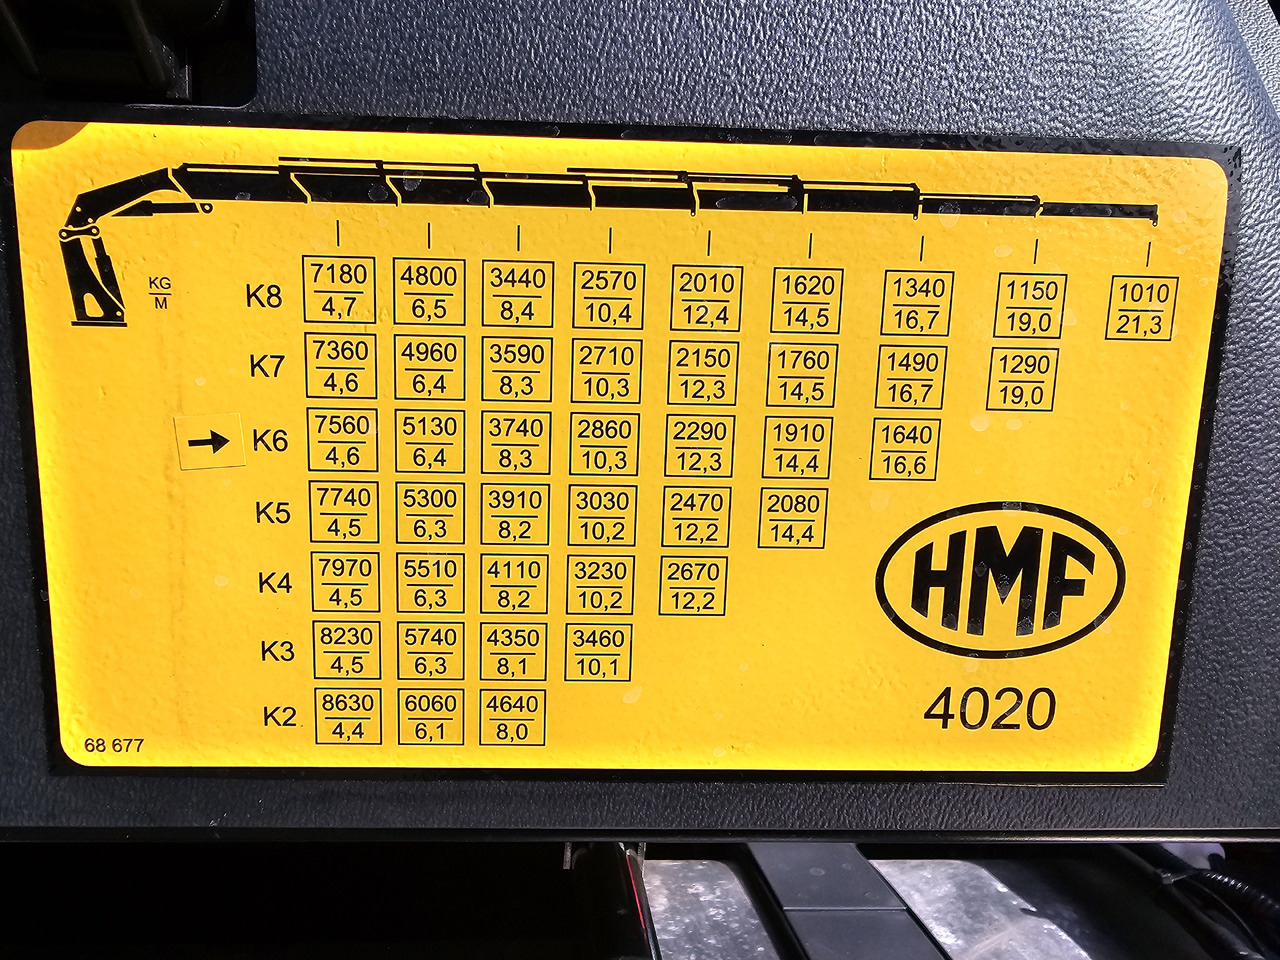 KG
M
K8
7180 4800 3440 2570 2010 1620 1340 1150 1010
4,7 6,5 8,4 10,4 12,4 14,5 16,7 19,0 21,3
K7
7360 4960 3590 2710 2150 1760 1490 1290
4,6 6,4 8,3 10,3 12,3 14,5 16,7 19,0
K6
7560 5130 3740 2860 2290 1910 1640
4,6 6,4 8,3 10,3 12,3 14,4 16,6
K5
7740 5300 3910 3030 2470 2080
4,5 6,3 8,2 10,2 12,2 14,4
K4
7970 5510 4110 3230 2670
4,5 6,3 8,2 10,2 12,2
K3
8230 5740 4350 3460
4,5 6,3 8,1 10,1
K2
8630 6060 4640
4,4 6,1 8,0
HMF
4020
68 677